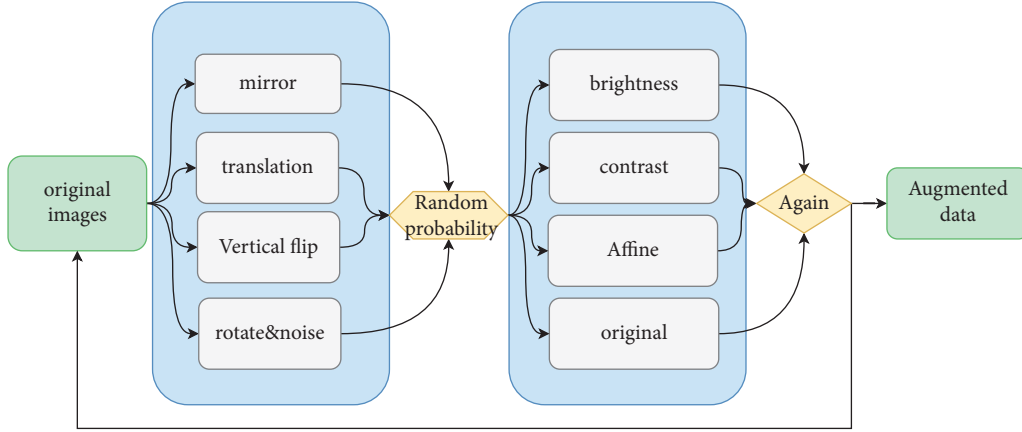 original
images
mirror
translation
Vertical flip
rotate&noise
Random
probability
brightness
contrast
Affine
original
Again
Augmented
data